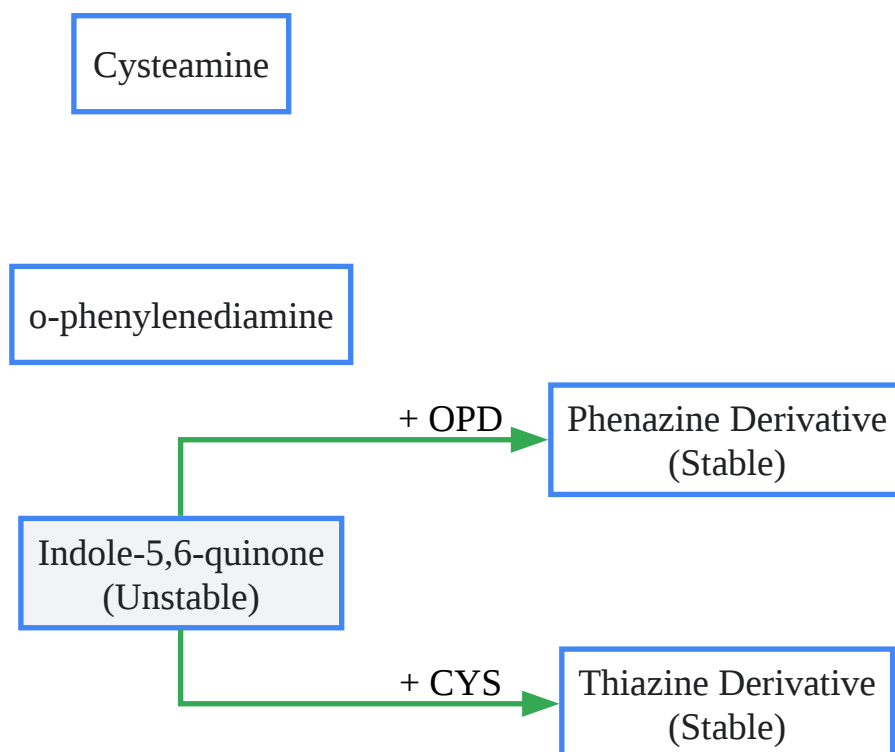 Cysteamine
o-phenylenediamine
+ OPD
Phenazine Derivative
(Stable)
Indole-5,6-quinone
(Unstable)
+ CYS
Thiazine Derivative
(Stable)